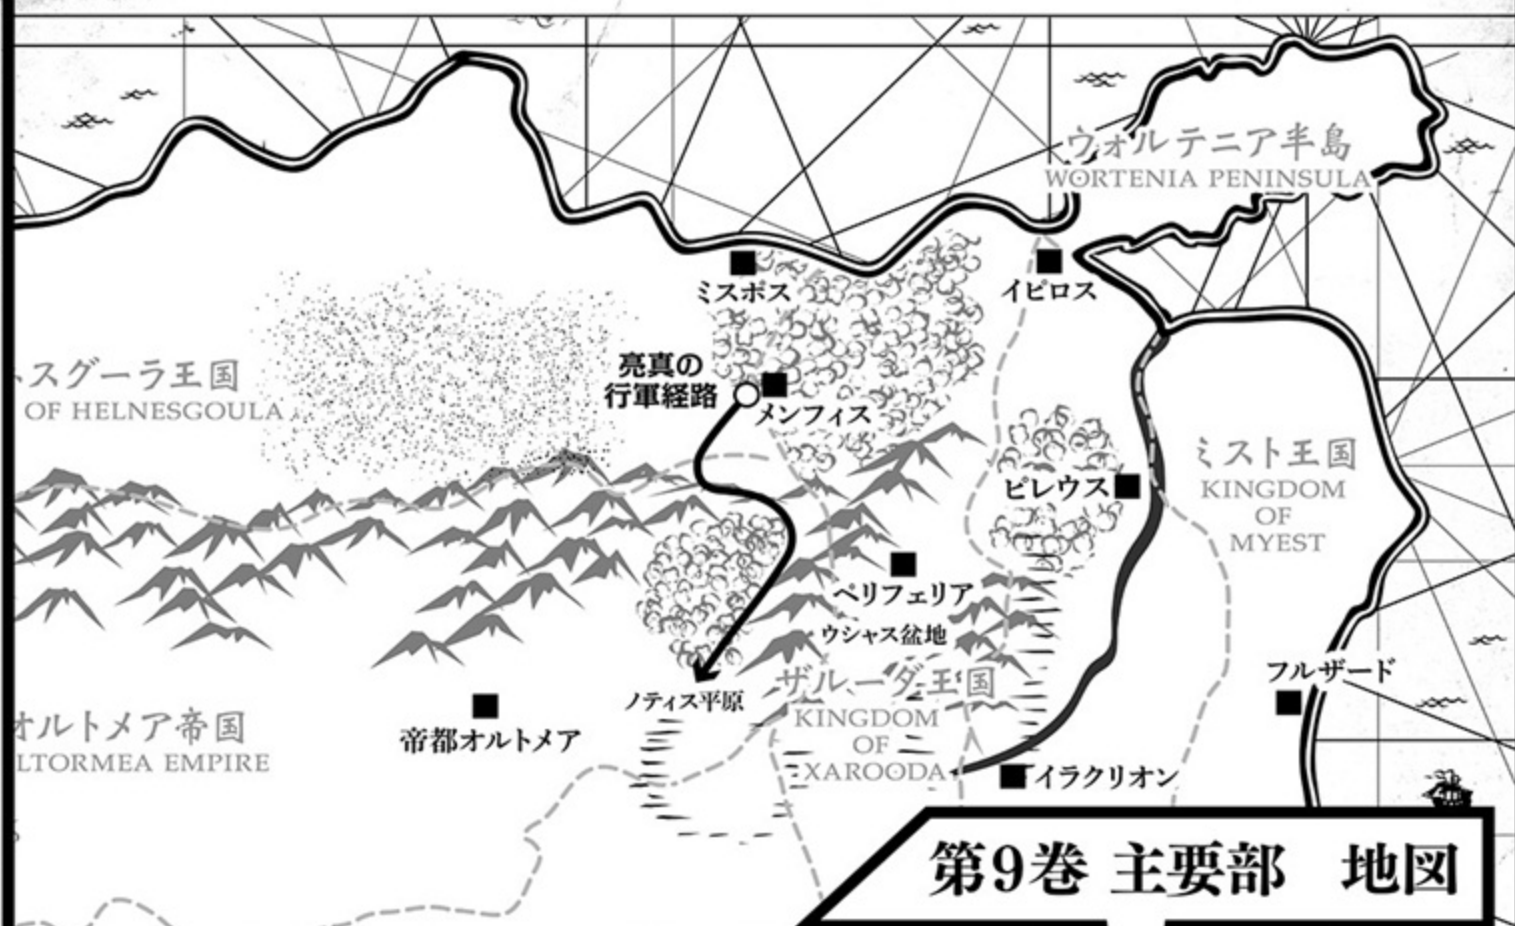 ウォルテニア半島
WORTENIA PENINSULA
ミスポス
イピロス
亮真の
行軍経路
メンフィス
スグーラ王国
OF HELNESGOULA
ミスト王国
KINGDOM
OF
MYEST
ピレウス
ペリフェリア
ウシャス盆地
ザルーダ王国
KINGDOM
OF
XAROODA
フルザード
ノティス平原
オルトメア帝国
LTORMEA EMPIRE
帝都オルトメア
イラクリオン
第9巻 主要部 地図